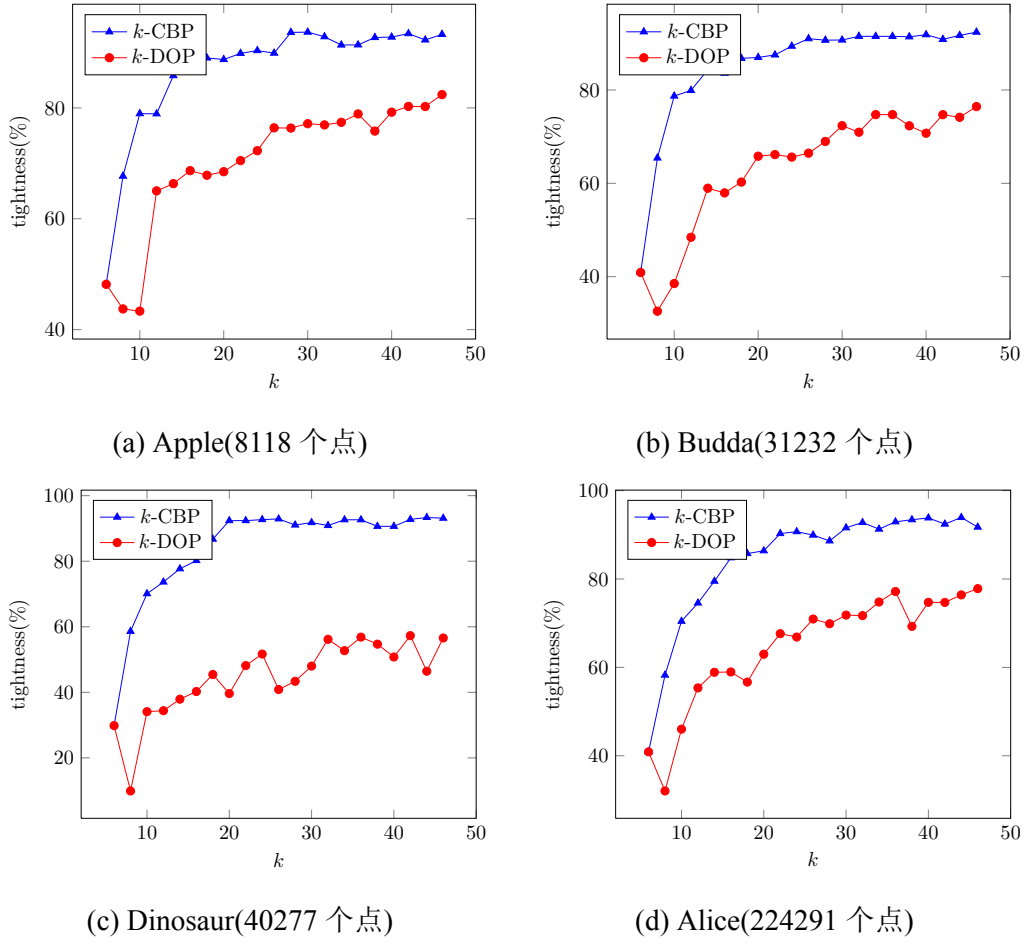 k-CBP
k-DOP
80
60
40
tightness(%)
10 20 30 40 50
k
(a) Apple(8118 个点)
k-CBP
k-DOP
80
60
40
tightness(%)
10 20 30 40 50
k
(b) Budda(31232 个点)
k-CBP
k-DOP
100
80
60
40
20
tightness(%)
10 20 30 40 50
k
(c) Dinosaur(40277 个点)
k-CBP
k-DOP
100
80
60
40
tightness(%)
10 20 30 40 50
k
(d) Alice(224291 个点)